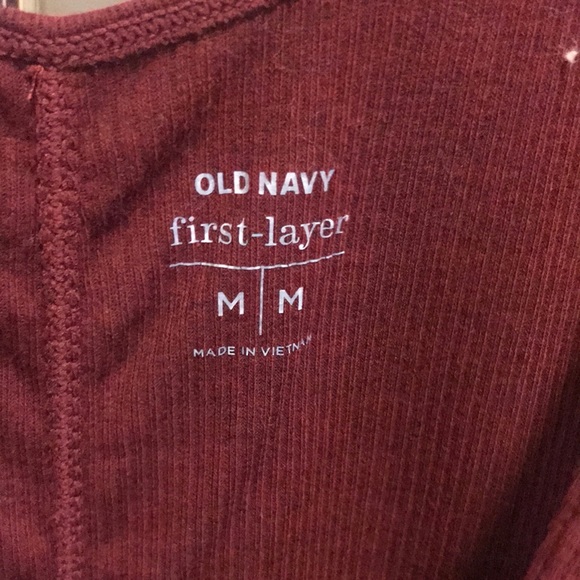 OLD NAVY
first-layer
M M
MADE IN VIETNAM